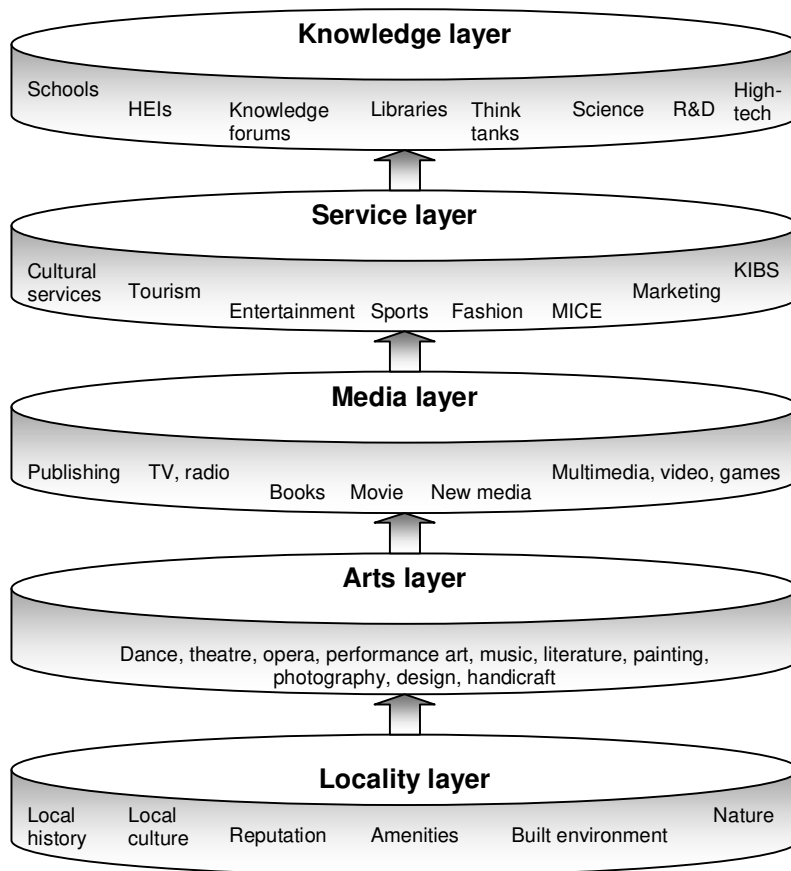 Knowledge layer
Schools
HEIs
Knowledge
forums
Libraries
Think
tanks
Science
R&D
High-
tech
Service layer
Cultural
services
Tourism
Entertainment
Sports
Fashion
MICE
Marketing
KIBS
Media layer
Publishing
TV, radio
Books
Movie
New media
Multimedia, video, games
Arts layer
Dance, theatre, opera, performance art, music, literature, painting,
photography, design, handicraft
Locality layer
Local
history
Local
culture
Reputation
Amenities
Built environment
Nature